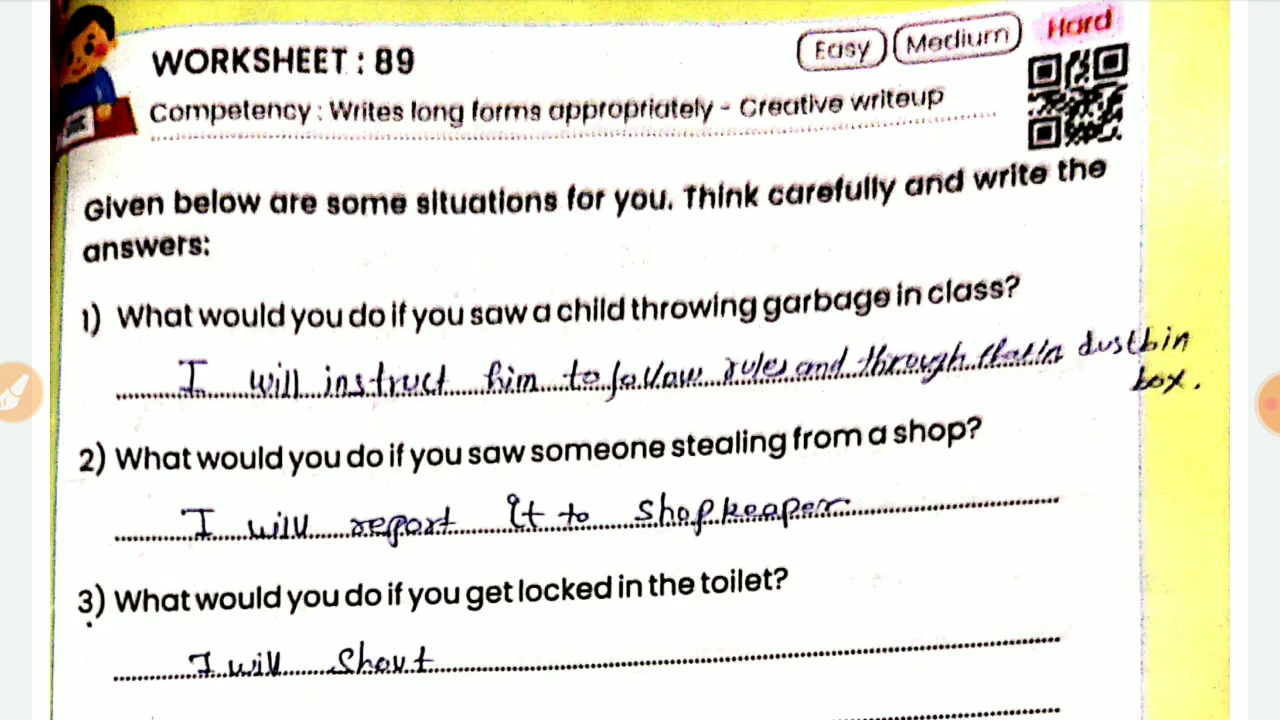 WORKSHEET : 89
Easy Medium Hard
Competency : Writes long forms appropriately - Creative writeup
Given below are some situations for you. Think carefully and write the
answers:
1) What would you do if you saw a child throwing garbage in class?
I will instruct him to follow rules and through that in dustbin
box.
2) What would you do if you saw someone stealing from a shop?
I will report it to shopkeeper
3) What would you do if you get locked in the toilet?
I will shout